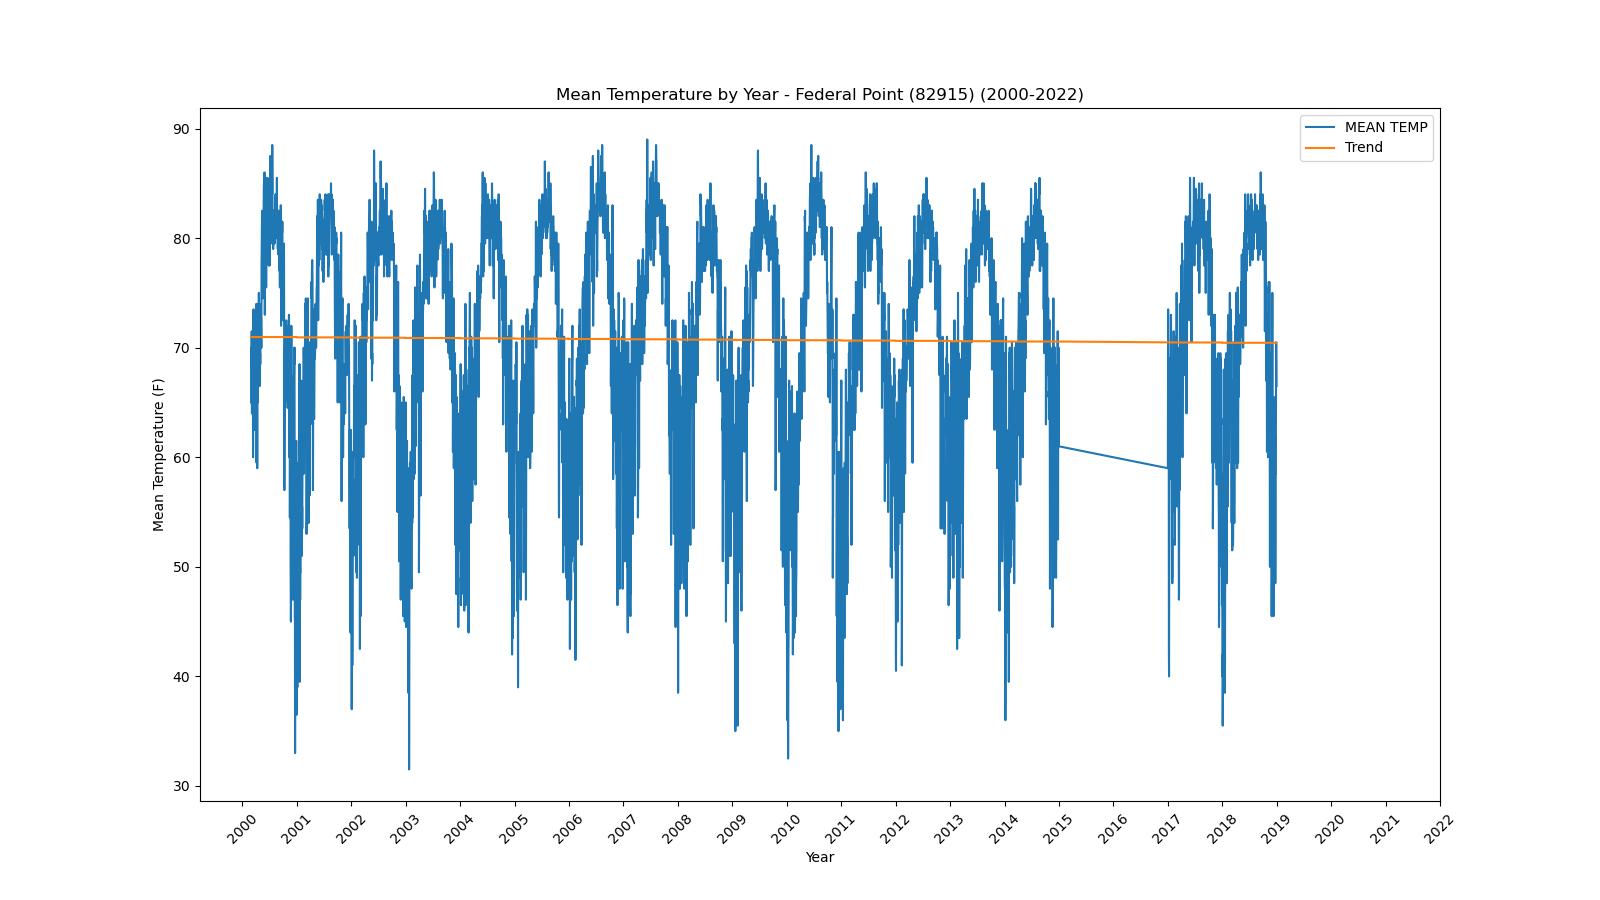 Mean Temperature by Year - Federal Point (82915) (2000-2022)
MEAN TEMP
Trend
90
80
70
60
50
40
30
Mean Temperature (F)
2000 2001 2002 2003 2004 2005 2006 2007 2008 2009 2010 2011 2012 2013 2014 2015 2016 2017 2018 2019 2020 2021 2022
Year